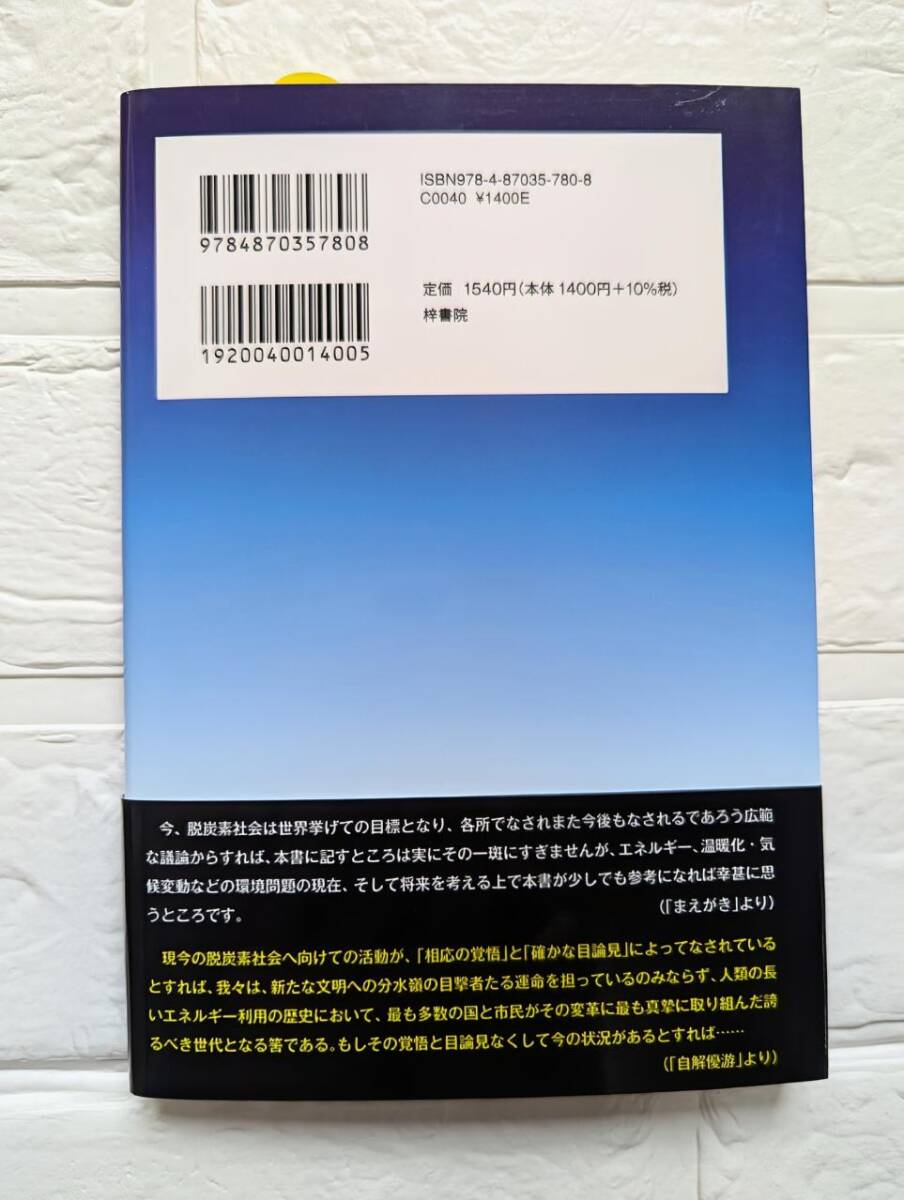 ISBN978-4-87035-780-8
C0040 ¥1400E
9784870357808
定価 1540円(本体1400円+10%税)
梓書院
1920040014005
今、脱炭素社会は世界挙げての目標となり、各所でなされまた今後もなされるであろう広範
な議論からすれば、本書に記すところは実にその一斑にすぎませんが、エネルギー、温暖化・気
候変動などの環境問題の現在、そして将来を考える上で本書が少しでも参考になれば幸甚に思
うところです。
(「まえがき」より)
現今の脱炭素社会へ向けての活動が、「相応の覚悟」と「確かな目論見」によってなされている
とすれば、我々は、新たな文明への分水嶺の目撃者たる運命を担っているのみならず、人類の長
いエネルギー利用の歴史において、最も多数の国と市民がその変革に最も真摯に取り組んだ誇
るべき世代となる筈である。もしその覚悟と目論見なくして今の状況があるとすれば……
(「自解優游」より)